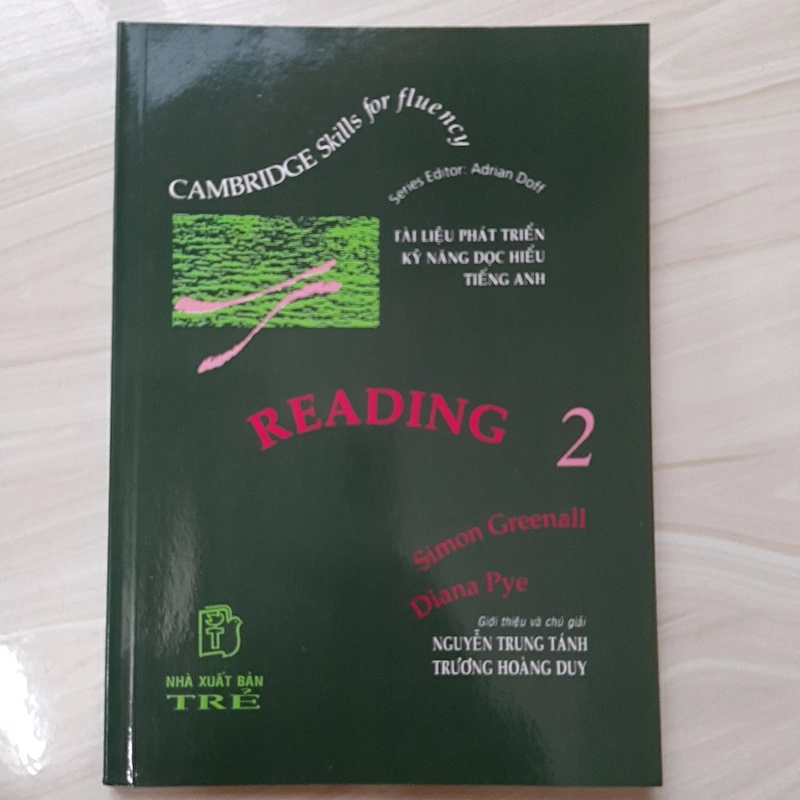 CAMBRIDGE Skills for fluency
Series Editor: Adrian Doff
TÀI LIỆU PHÁT TRIỂN
KỸ NĂNG ĐỌC HIỂU
TIẾNG ANH
READING 2
Simon Greenall
Diana Pye
Giới thiệu và chú giải
NGUYỄN TRUNG TÁNH
TRƯƠNG HOÀNG DUY
NHÀ XUẤT BẢN
TRẺ